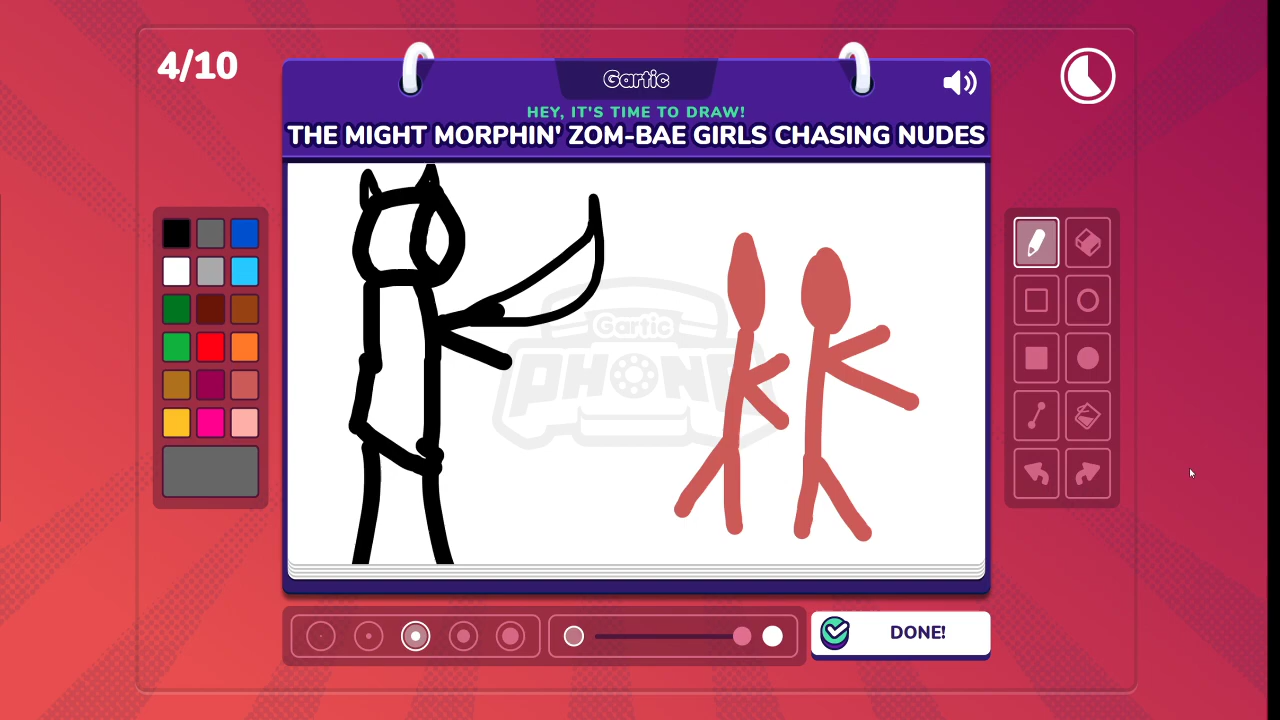 4/10
Gartic
HEY, IT'S TIME TO DRAW!
THE MIGHT MORPHIN' ZOM-BAE GIRLS CHASING NUDES
Gartic
PHONE
DONE!